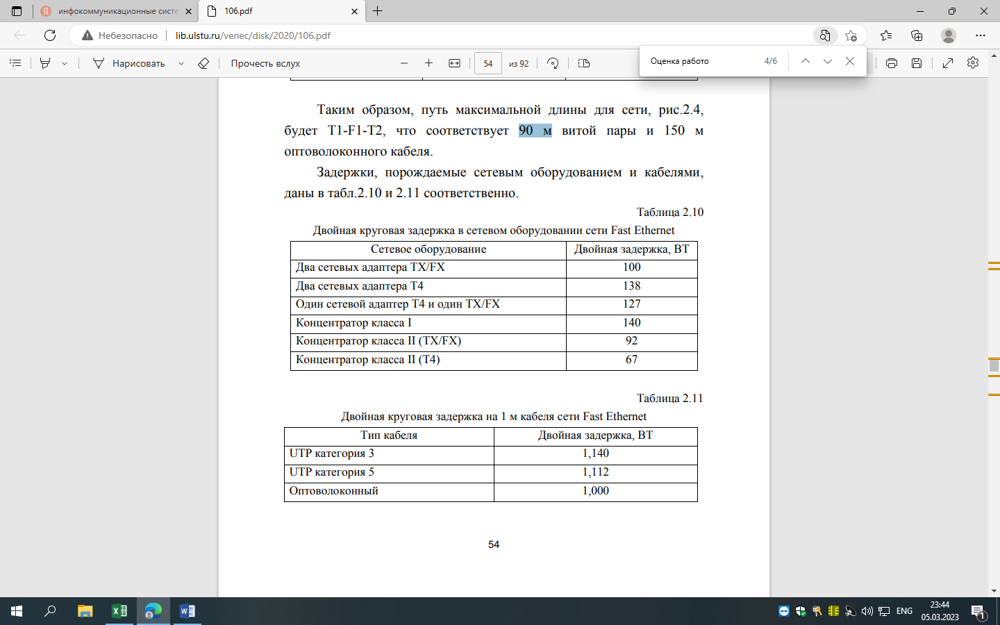 инфокоммуникационные систе
106.pdf
Небезопасно
lib.ulstu.ru/venec/disk/2020/106.pdf
Нарисовать
Прочесть вслух
54
из 92
Оценка работо
4/6
Таким образом, путь максимальной длины для сети, рис.2.4,
будет Т1-F1-Т2, что соответствует 90 м витой пары и 150 м
оптоволоконного кабеля.
Задержки, порождаемые сетевым оборудованием и кабелями,
даны в табл.2.10 и 2.11 соответственно.
Таблица 2.10
Двойная круговая задержка в сетевом оборудовании сети Fast Ethernet
Сетевое оборудование Двойная задержка, ВТ
Два сетевых адаптера TX/FX 100
Два сетевых адаптера Т4 138
Один сетевой адаптер Т4 и один TX/FX 127
Концентратор класса I 140
Концентратор класса II (TX/FX) 92
Концентратор класса II (Т4) 67
Таблица 2.11
Двойная круговая задержка на 1 м кабеля сети Fast Ethernet
Тип кабеля Двойная задержка, ВТ
UTP категория 3 1,140
UTP категория 5 1,112
Оптоволоконный 1,000
54
ENG
23:44
05.03.2023
1